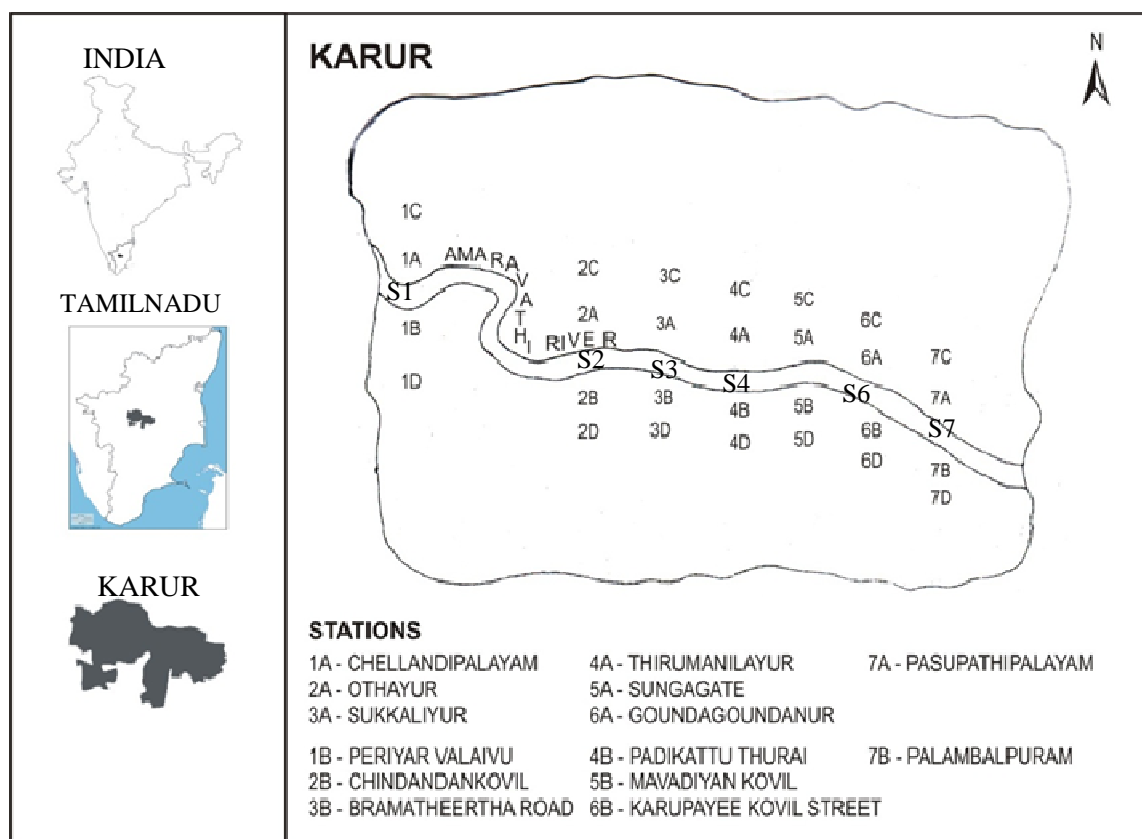 INDIA
TAMILNADU
KARUR
KARUR
N
1C
1A
AMARAVATHI RIVER
S1
1B
1D
2C
2A
S2
2B
2D
3C
3A
S3
3B
3D
4C
4A
S4
4B
4D
5C
5A
5B
5D
6C
6A
S6
6B
6D
7C
7A
S7
7B
7D
STATIONS
1A - CHELLANDIPALAYAM
2A - OTHAYUR
3A - SUKKALIYUR
4A - THIRUMANILAYUR
5A - SUNGAGATE
6A - GOUNDAGOUNDANUR
7A - PASUPATHIPALAYAM
1B - PERIYAR VALAIVU
2B - CHINDANDANKOVIL
3B - BRAMATHEERTHA ROAD
4B - PADIKATTU THURAI
5B - MAVADIYAN KOVIL
6B - KARUPAYEE KOVIL STREET
7B - PALAMBALPURAM